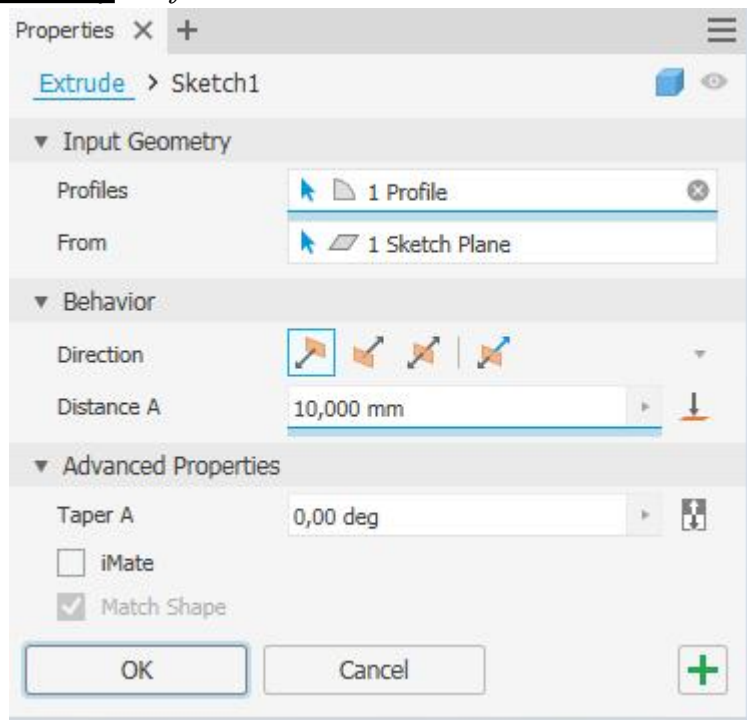 Properties
Extrude > Sketch1
Input Geometry
Profiles 1 Profile
From 1 Sketch Plane
Behavior
Direction
Distance A 10,000 mm
Advanced Properties
Taper A 0,00 deg
iMate
Match Shape
OK Cancel